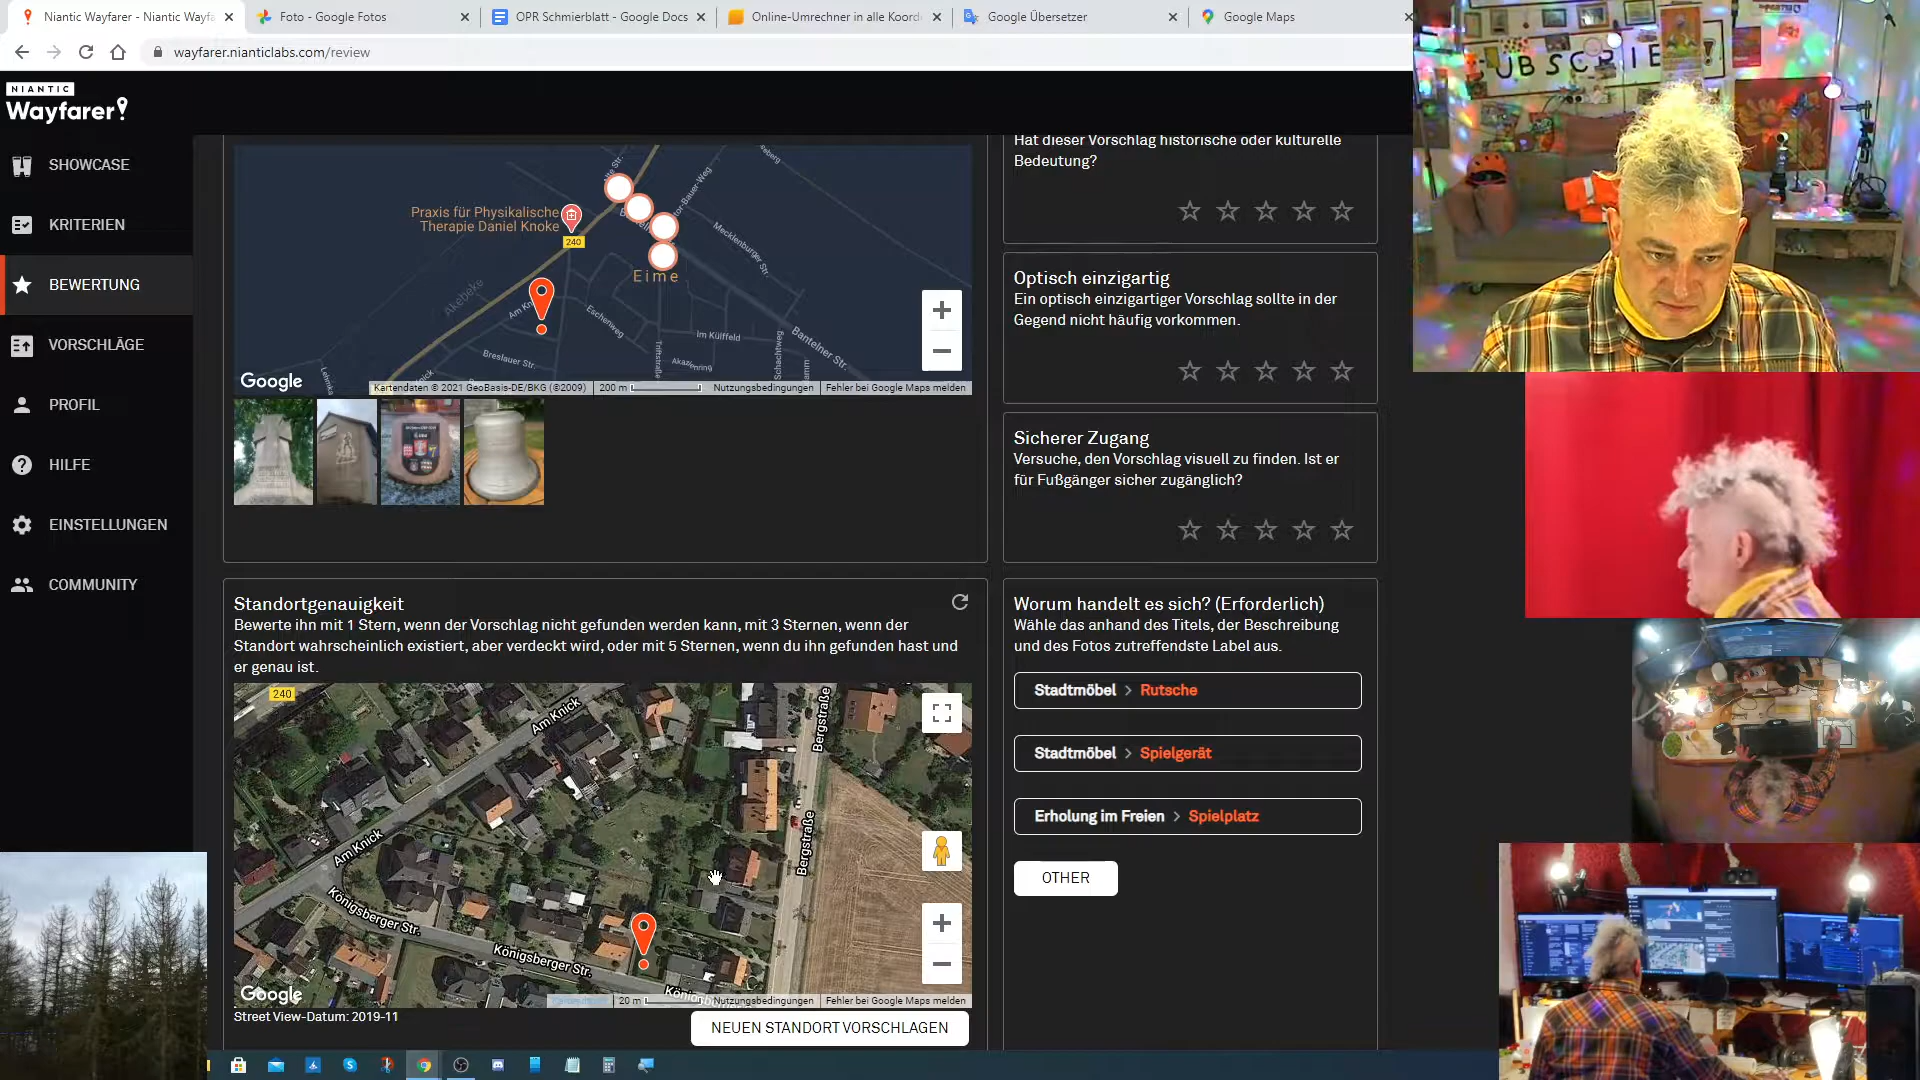 Niantic Wayfarer - Niantic Wayfa
Foto - Google Fotos
OPR Schmierblatt - Google Docs
Online-Umrechner in alle Koord
Google Übersetzer
Google Maps
wayfarer.nianticlabs.com/review
NIANTIC
Wayfarer
SHOWCASE
KRITERIEN
BEWERTUNG
VORSCHLÄGE
PROFIL
HILFE
EINSTELLUNGEN
COMMUNITY
Praxis für Physikalische
Therapie Daniel Knoke
240
Eime
Akebeke
Eschenweg
Breslauer Str.
Mecklenburger Str.
Im Külffeld
Bantelner Str.
Schachtweg
Google
Kartendaten © 2021 GeoBasis-DE/BKG (©2009)
200 m
Nutzungsbedingungen
Fehler bei Google Maps melden
Hat dieser Vorschlag historische oder kulturelle
Bedeutung?
Optisch einzigartig
Ein optisch einzigartiger Vorschlag sollte in der
Gegend nicht häufig vorkommen.
Sicherer Zugang
Versuche, den Vorschlag visuell zu finden. Ist er
für Fußgänger sicher zugänglich?
Standortgenauigkeit
Bewerte ihn mit 1 Stern, wenn der Vorschlag nicht gefunden werden kann, mit 3 Sternen, wenn der
Standort wahrscheinlich existiert, aber verdeckt wird, oder mit 5 Sternen, wenn du ihn gefunden hast und
er genau ist.
240
Am Knick
Bergstraße
Am Knick
Bergstraße
Königsberger Str.
Königsberger Str.
Google
20 m
Nutzungsbedingungen
Fehler bei Google Maps melden
Street View-Datum: 2019-11
NEUEN STANDORT VORSCHLAGEN
Worum handelt es sich? (Erforderlich)
Wähle das anhand des Titels, der Beschreibung
und des Fotos zutreffendste Label aus.
Stadtmöbel > Rutsche
Stadtmöbel > Spielgerät
Erholung im Freien > Spielplatz
OTHER